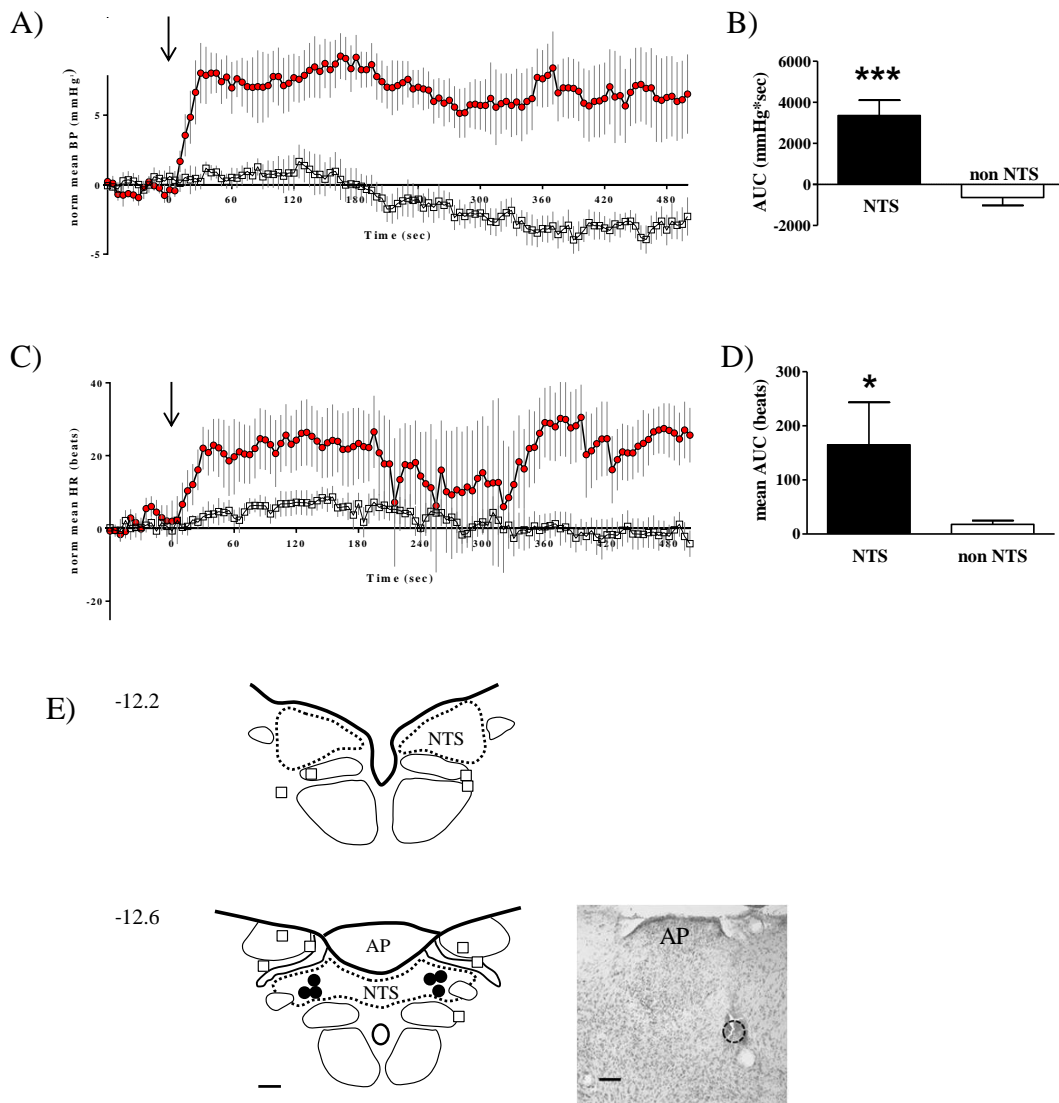 A)
norm mean BP (mmHg)
5
0
-5
60
120
180
240
300
360
420
480
Time (sec)
B)
AUC (mmHg*sec)
6000
4000
2000
0
-2000
***
NTS
non NTS
C)
norm mean HR (beats)
40
20
0
-20
0
60
120
180
240
300
360
420
480
Time (sec)
D)
mean AUC (beats)
300
200
100
0
*
NTS
non NTS
E)
-12.2
NTS
-12.6
AP
NTS
AP